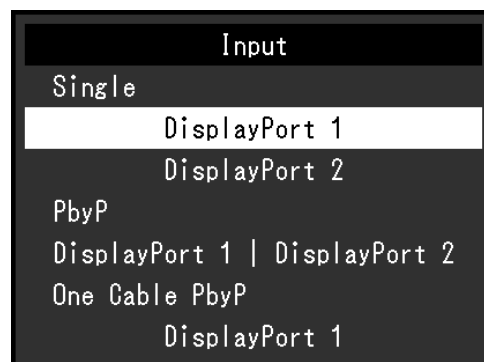 Input
Single
DisplayPort 1
DisplayPort 2
PbyP
DisplayPort 1 | DisplayPort 2
One Cable PbyP
DisplayPort 1